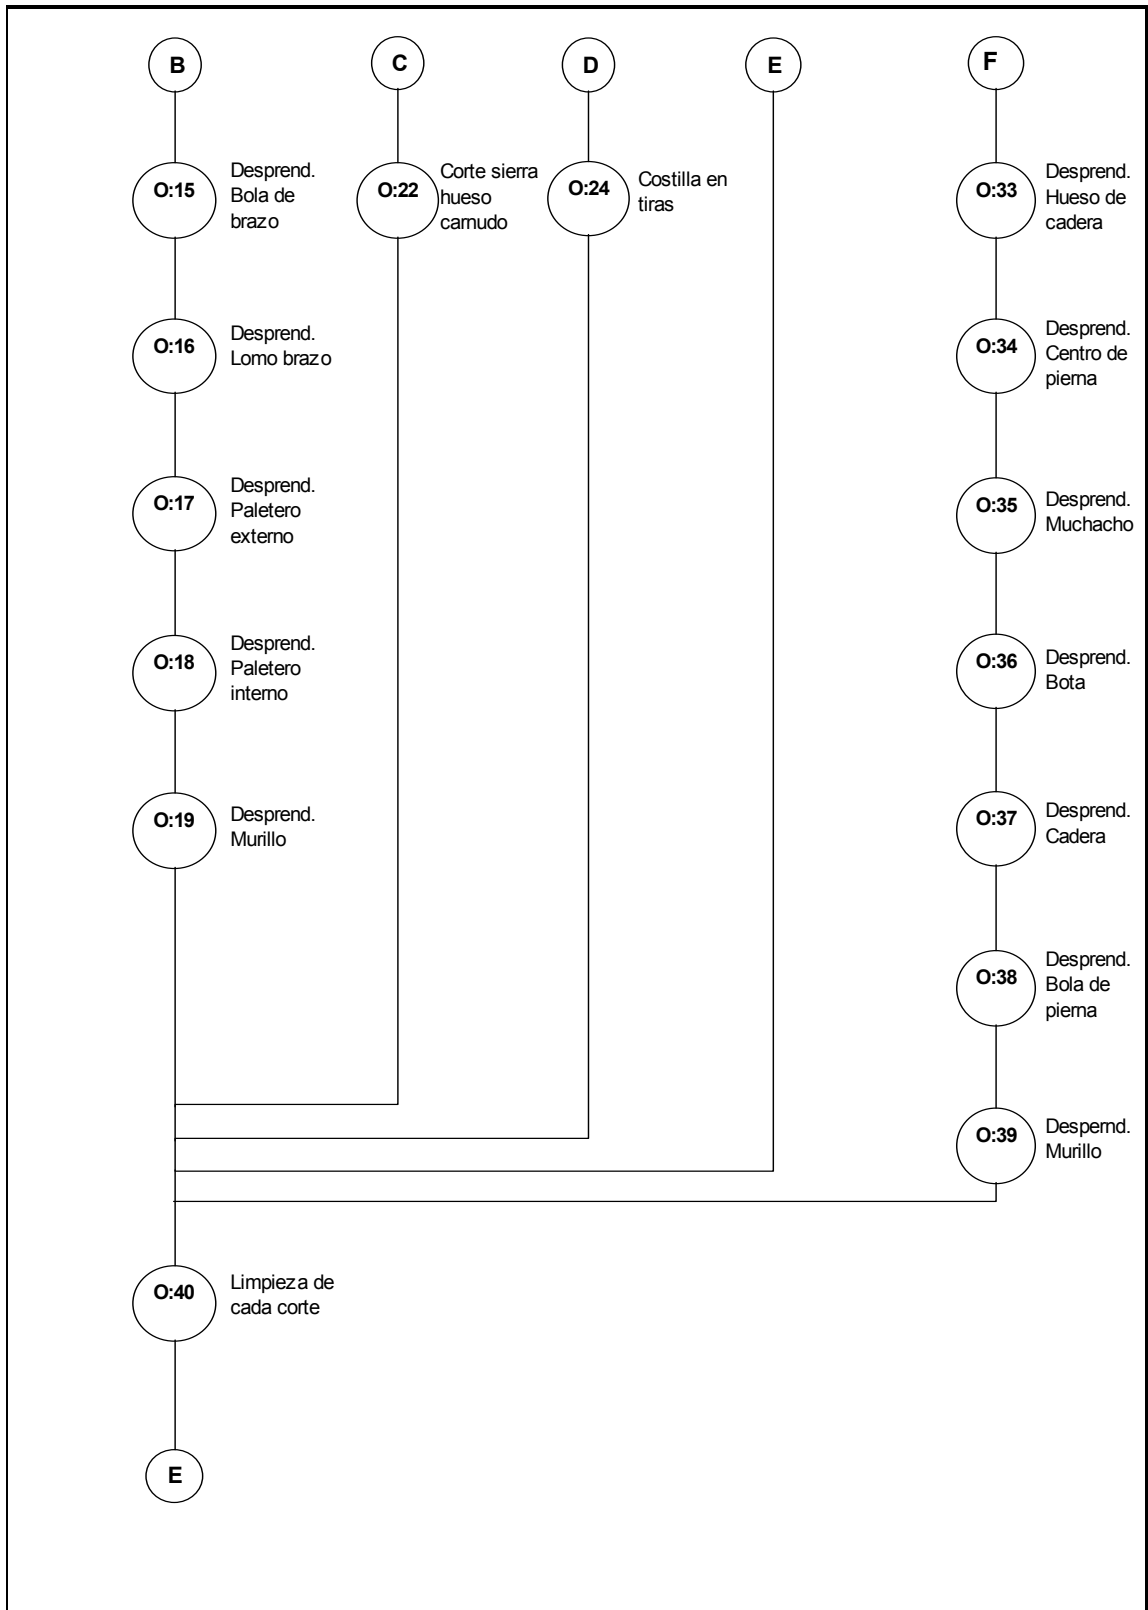 B
C
D
E
F
O:15
Desprend.
Bola de
brazo
O:22
Corte sierra
hueso
carnudo
O:24
Costilla en
tiras
O:33
Desprend.
Hueso de
cadera
O:16
Desprend.
Lomo brazo
O:34
Desprend.
Centro de
pierna
O:17
Desprend.
Paletero
externo
O:35
Desprend.
Muchacho
O:18
Desprend.
Paletero
interno
O:36
Desprend.
Bota
O:19
Desprend.
Murillo
O:37
Desprend.
Cadera
O:38
Desprend.
Bola de
pierna
O:39
Despernd.
Murillo
O:40
Limpieza de
cada corte
E